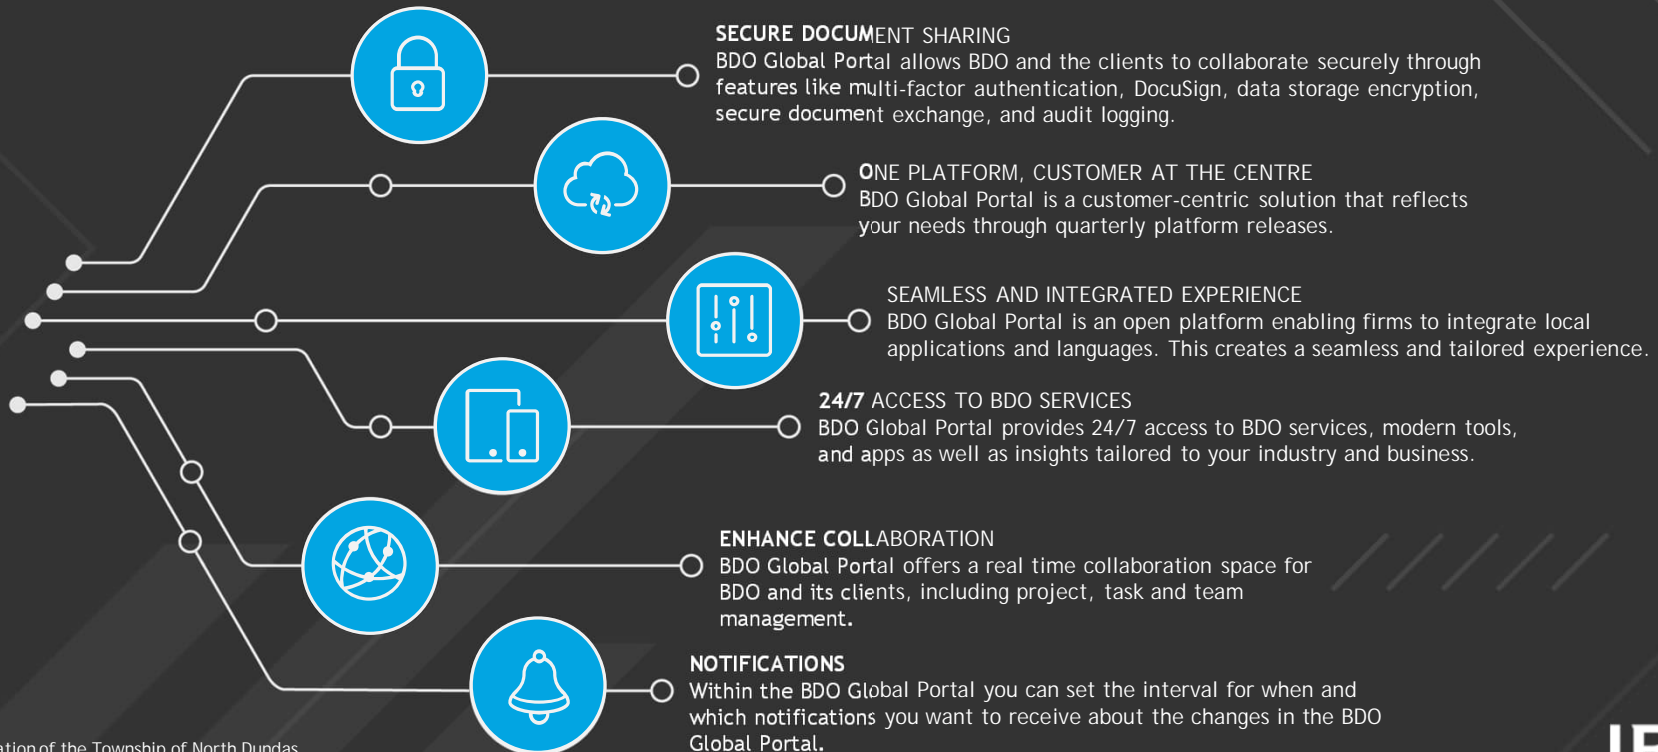 SECURE DOCUMENT SHARING
BDO Global Portal allows BDO and the clients to collaborate securely through
features like multi-factor authentication, DocuSign, data storage encryption,
secure document exchange, and audit logging.
ONE PLATFORM, CUSTOMER AT THE CENTRE
BDO Global Portal is a customer-centric solution that reflects
your needs through quarterly platform releases.
SEAMLESS AND INTEGRATED EXPERIENCE
BDO Global Portal is an open platform enabling firms to integrate local
applications and languages. This creates a seamless and tailored experience.
24/7 ACCESS TO BDO SERVICES
BDO Global Portal provides 24/7 access to BDO services, modern tools,
and apps as well as insights tailored to your industry and business.
ENHANCE COLLABORATION
BDO Global Portal offers a real time collaboration space for
BDO and its clients, including project, task and team
management.
NOTIFICATIONS
Within the BDO Global Portal you can set the interval for when and
which notifications you want to receive about the changes in the BDO
Global Portal.
of the Township of North Dundas